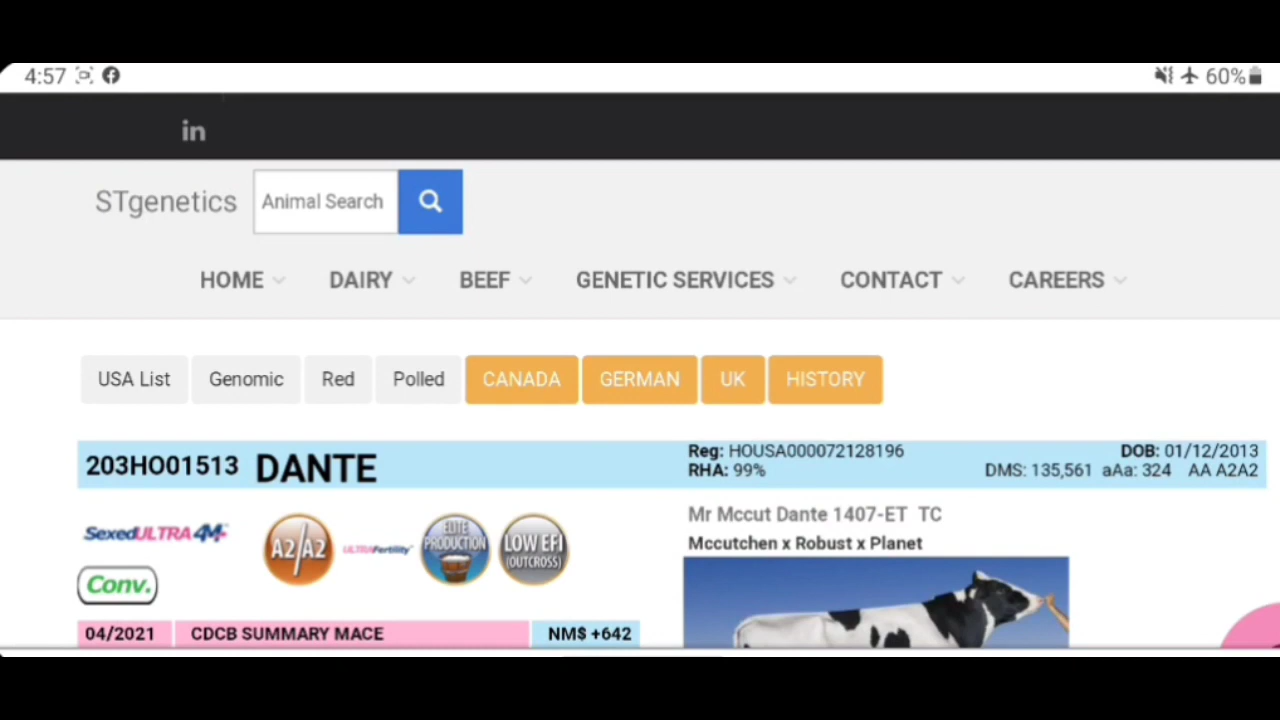 4:57 60%
in
STgenetics Animal Search
HOME DAIRY BEEF GENETIC SERVICES CONTACT CAREERS
USA List Genomic Red Polled CANADA GERMAN UK HISTORY
203HO01513 DANTE
Reg: HOUSA000072128196 DOB: 01/12/2013
RHA: 99% DMS: 135,561 aAa: 324 AA A2A2
Mr Mccut Dante 1407-ET TC
Mccutchen x Robust x Planet
SexedULTRA 4M A2/A2 ULTRAFertility ELITE PRODUCTION LOW EFI (OUTCROSS)
Conv.
04/2021 CDCB SUMMARY MACE NM$ +642